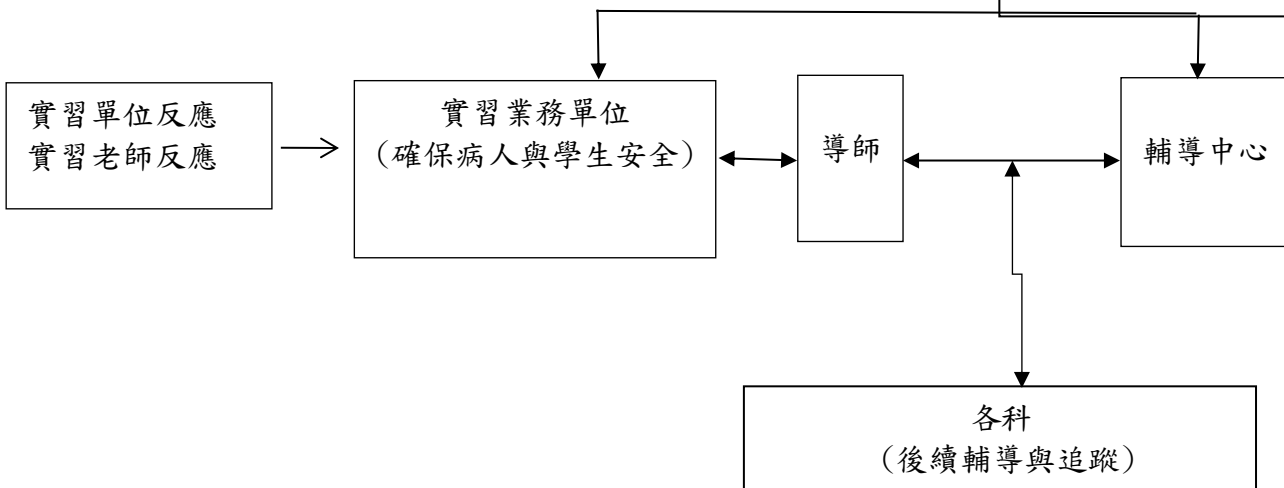 實習單位反應
實習老師反應
實習業務單位
（確保病人與學生安全）
導師
輔導中心
各科
（後續輔導與追蹤）